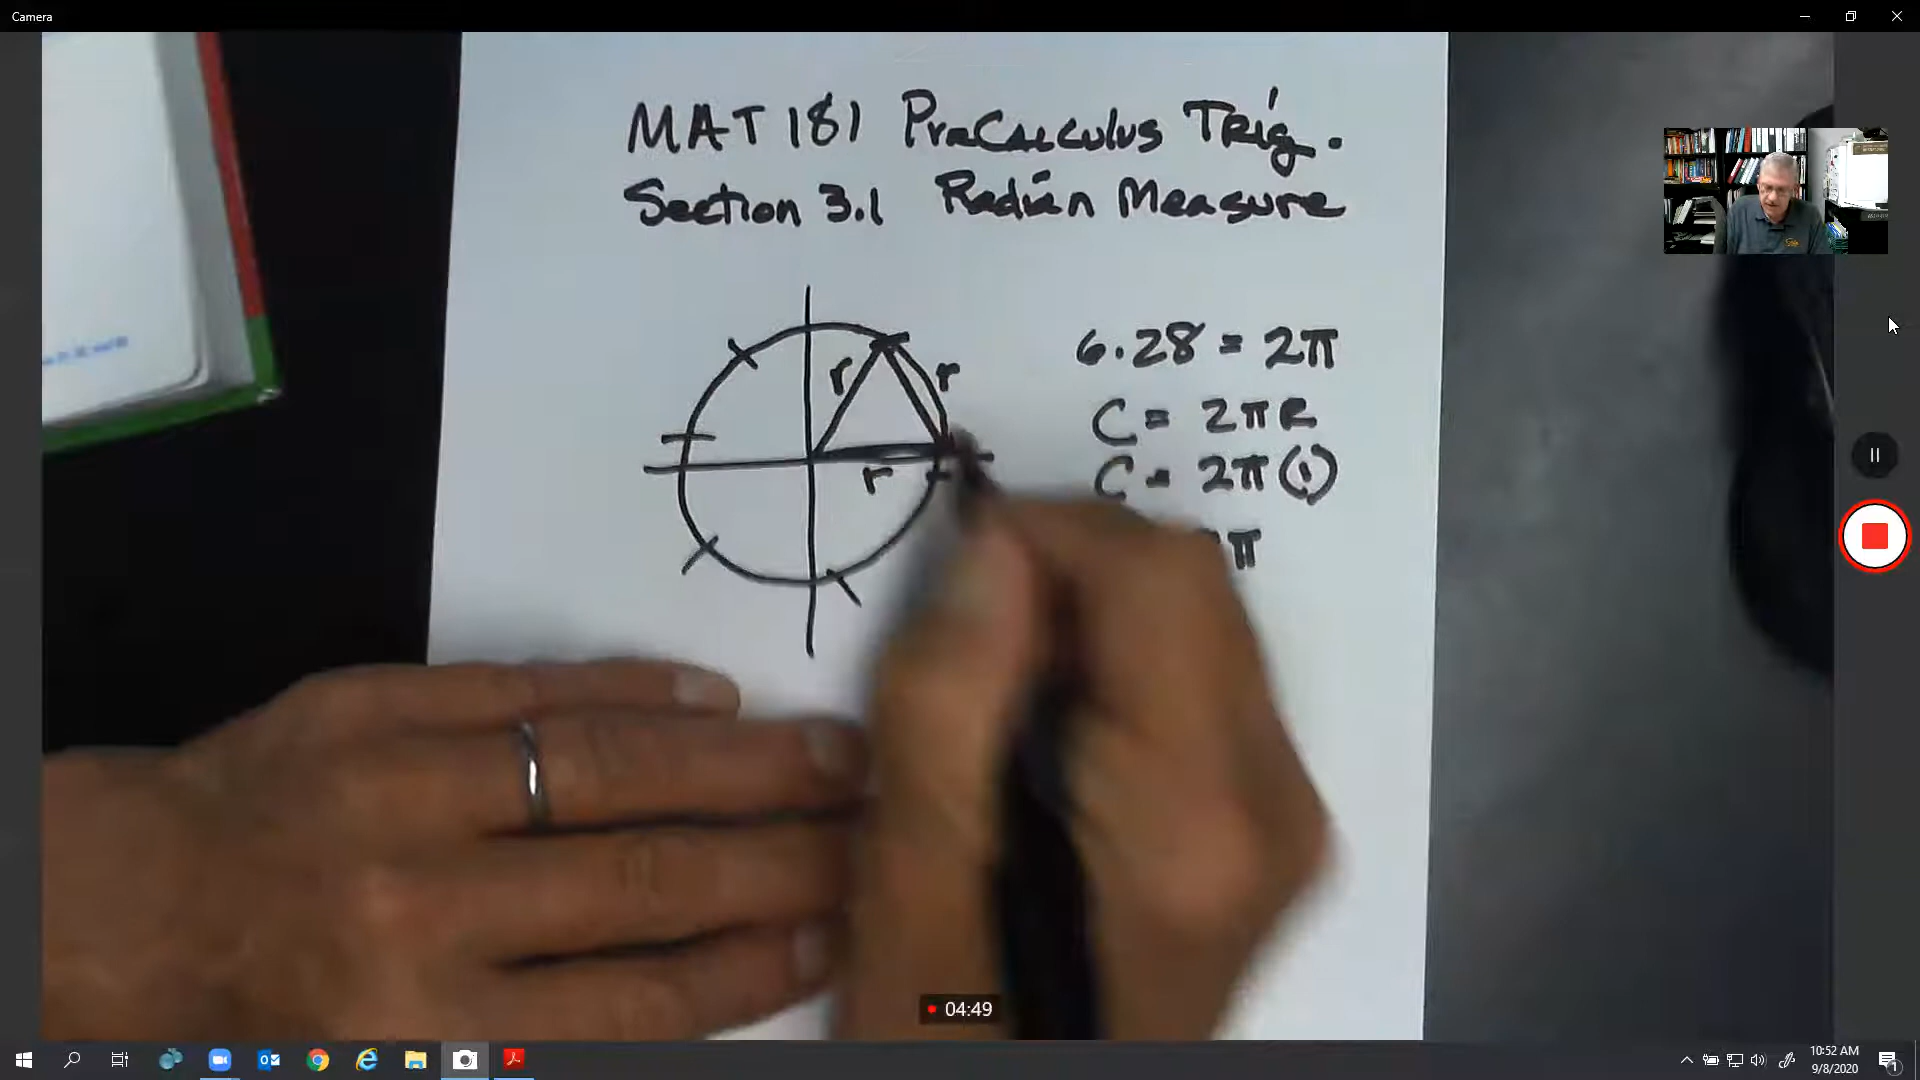 Camera
MAT 181 PreCalculus Trig.
Section 3.1 Radian Measure
r
r
r
6.28 = 2π
C = 2πR
C = 2π(1)
π
04:49
10:52 AM
9/8/2020
1